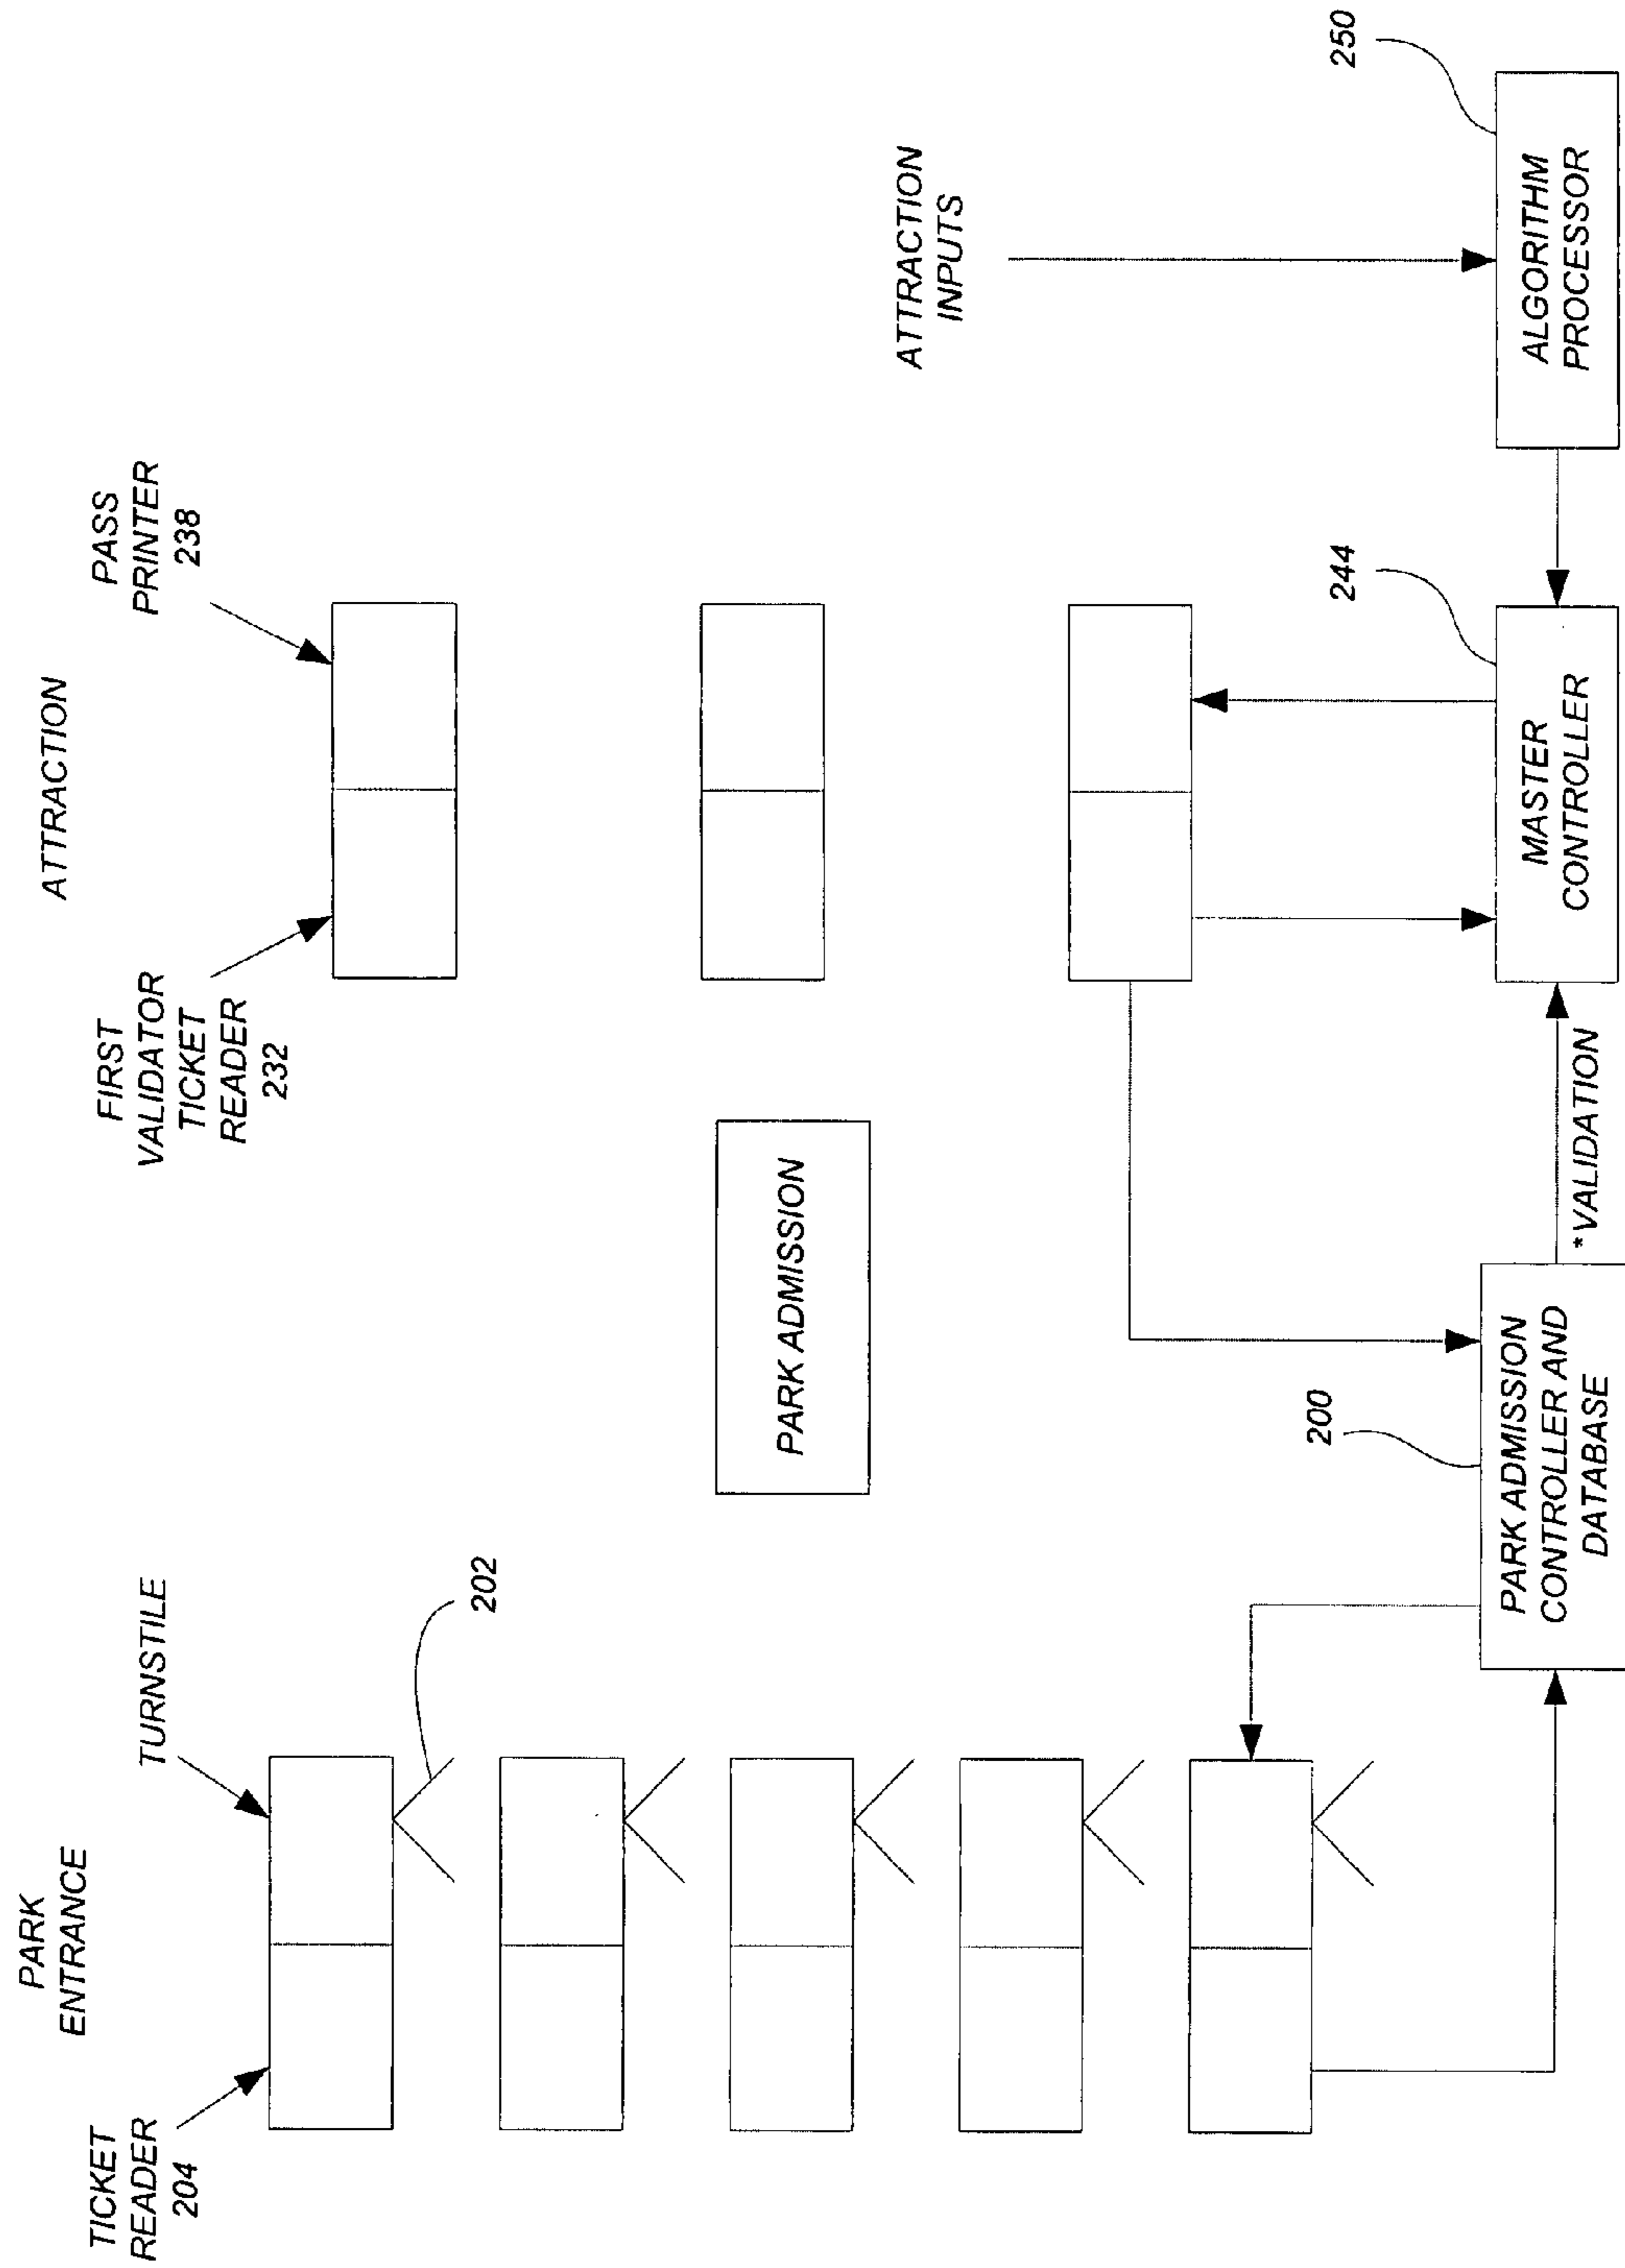 PARK
ENTRANCE
TICKET
READER
204
TURNSTILE
202
ATTRACTION
FIRST
VALIDATOR
TICKET
READER
232
PASS
PRINTER
238
PARK ADMISSION
ATTRACTION
INPUTS
200
PARK ADMISSION
CONTROLLER AND
DATABASE
*VALIDATION
244
MASTER
CONTROLLER
250
ALGORITHM
PROCESSOR